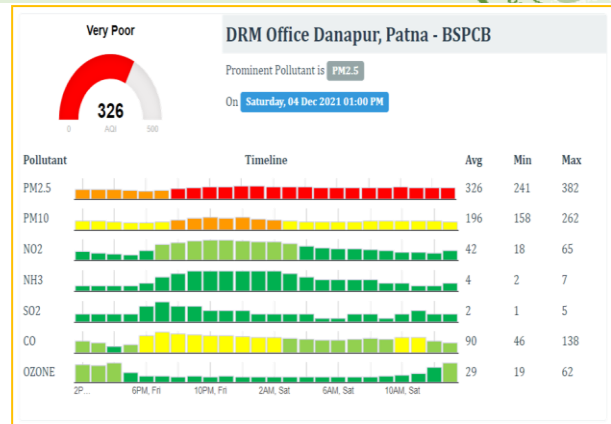 Very Poor
326
0 AQI 500
DRM Office Danapur, Patna - BSPCB
Prominent Pollutant is PM2.5
On Saturday, 04 Dec 2021 01:00 PM
Pollutant Timeline Avg Min Max
PM2.5 326 241 382
PM10 196 158 262
NO2 42 18 65
NH3 4 2 7
SO2 2 1 5
CO 90 46 138
OZONE 29 19 62
2P... 6PM, Fri 10PM, Fri 2AM, Sat 6AM, Sat 10AM, Sat